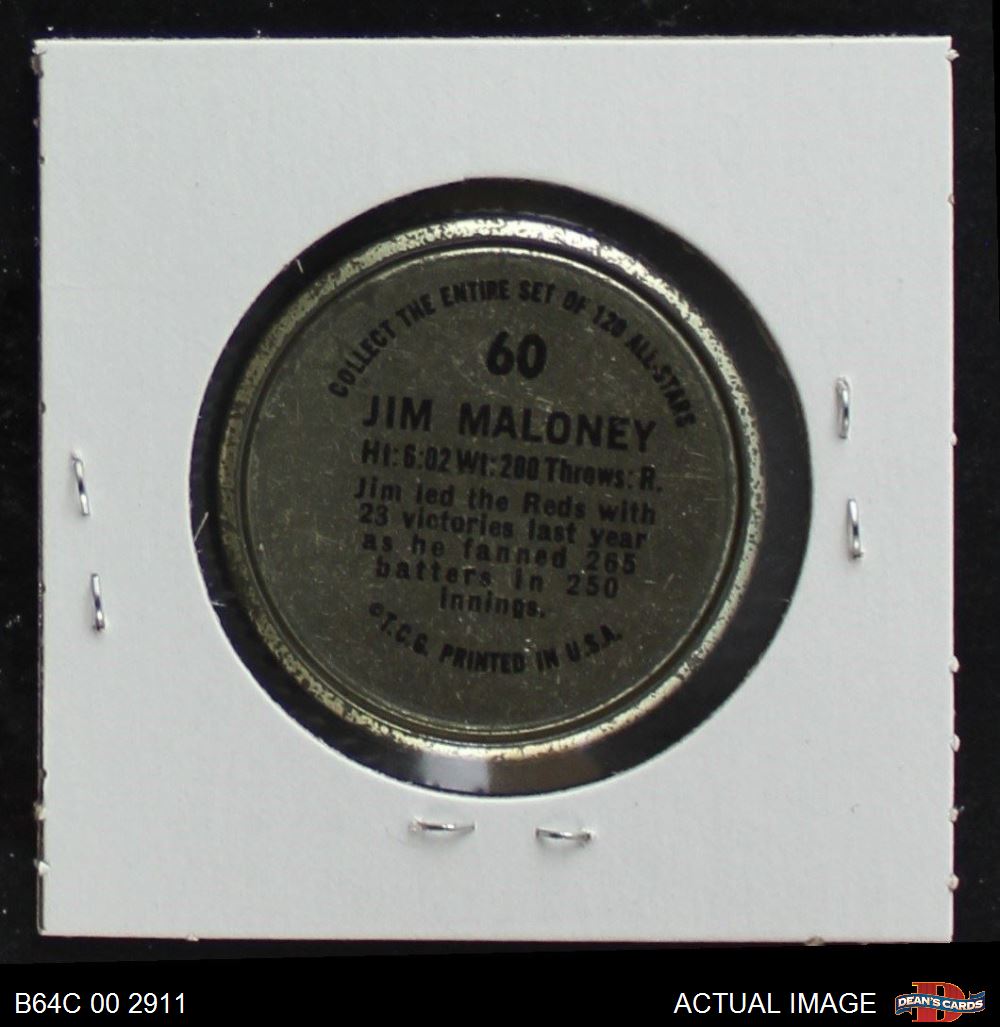 COLLECT THE ENTIRE SET OF 120 ALL-STARS
60
JIM MALONEY
Ht: 6:02 Wt: 200 Throws: R.
Jim led the Reds with
23 victories last year
as he fanned 265
batters in 250
innings.
©T.C.G. PRINTED IN U.S.A.
B64C 00 2911
ACTUAL IMAGE
DEAN'S CARDS